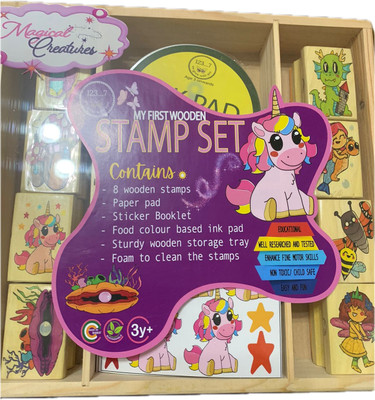 Magical
Creatures
123...?
PAD
MY FIRST WOODEN
STAMP SET
Contains
- 8 wooden stamps
- Paper pad
- Sticker Booklet
- Food colour based ink pad
- Sturdy wooden storage tray
- Foam to clean the stamps
EDUCATIONAL
WELL RESEARCHED AND TESTED
ENHANCE FINE MOTOR SKILLS
NON TOXIC/ CHILD SAFE
3y+